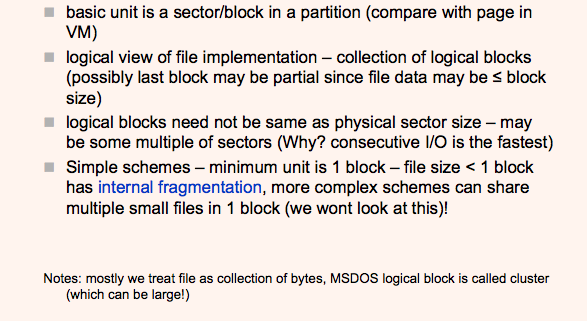 basic unit is a sector/block in a partition (compare with page in
VM)
logical view of file implementation – collection of logical blocks
(possibly last block may be partial since file data may be ≤ block
size)
logical blocks need not be same as physical sector size – may
be some multiple of sectors (Why? consecutive I/O is the fastest)
Simple schemes – minimum unit is 1 block – file size < 1 block
has internal fragmentation, more complex schemes can share
multiple small files in 1 block (we wont look at this)!
Notes: mostly we treat file as collection of bytes, MSDOS logical block is called cluster
(which can be large!)